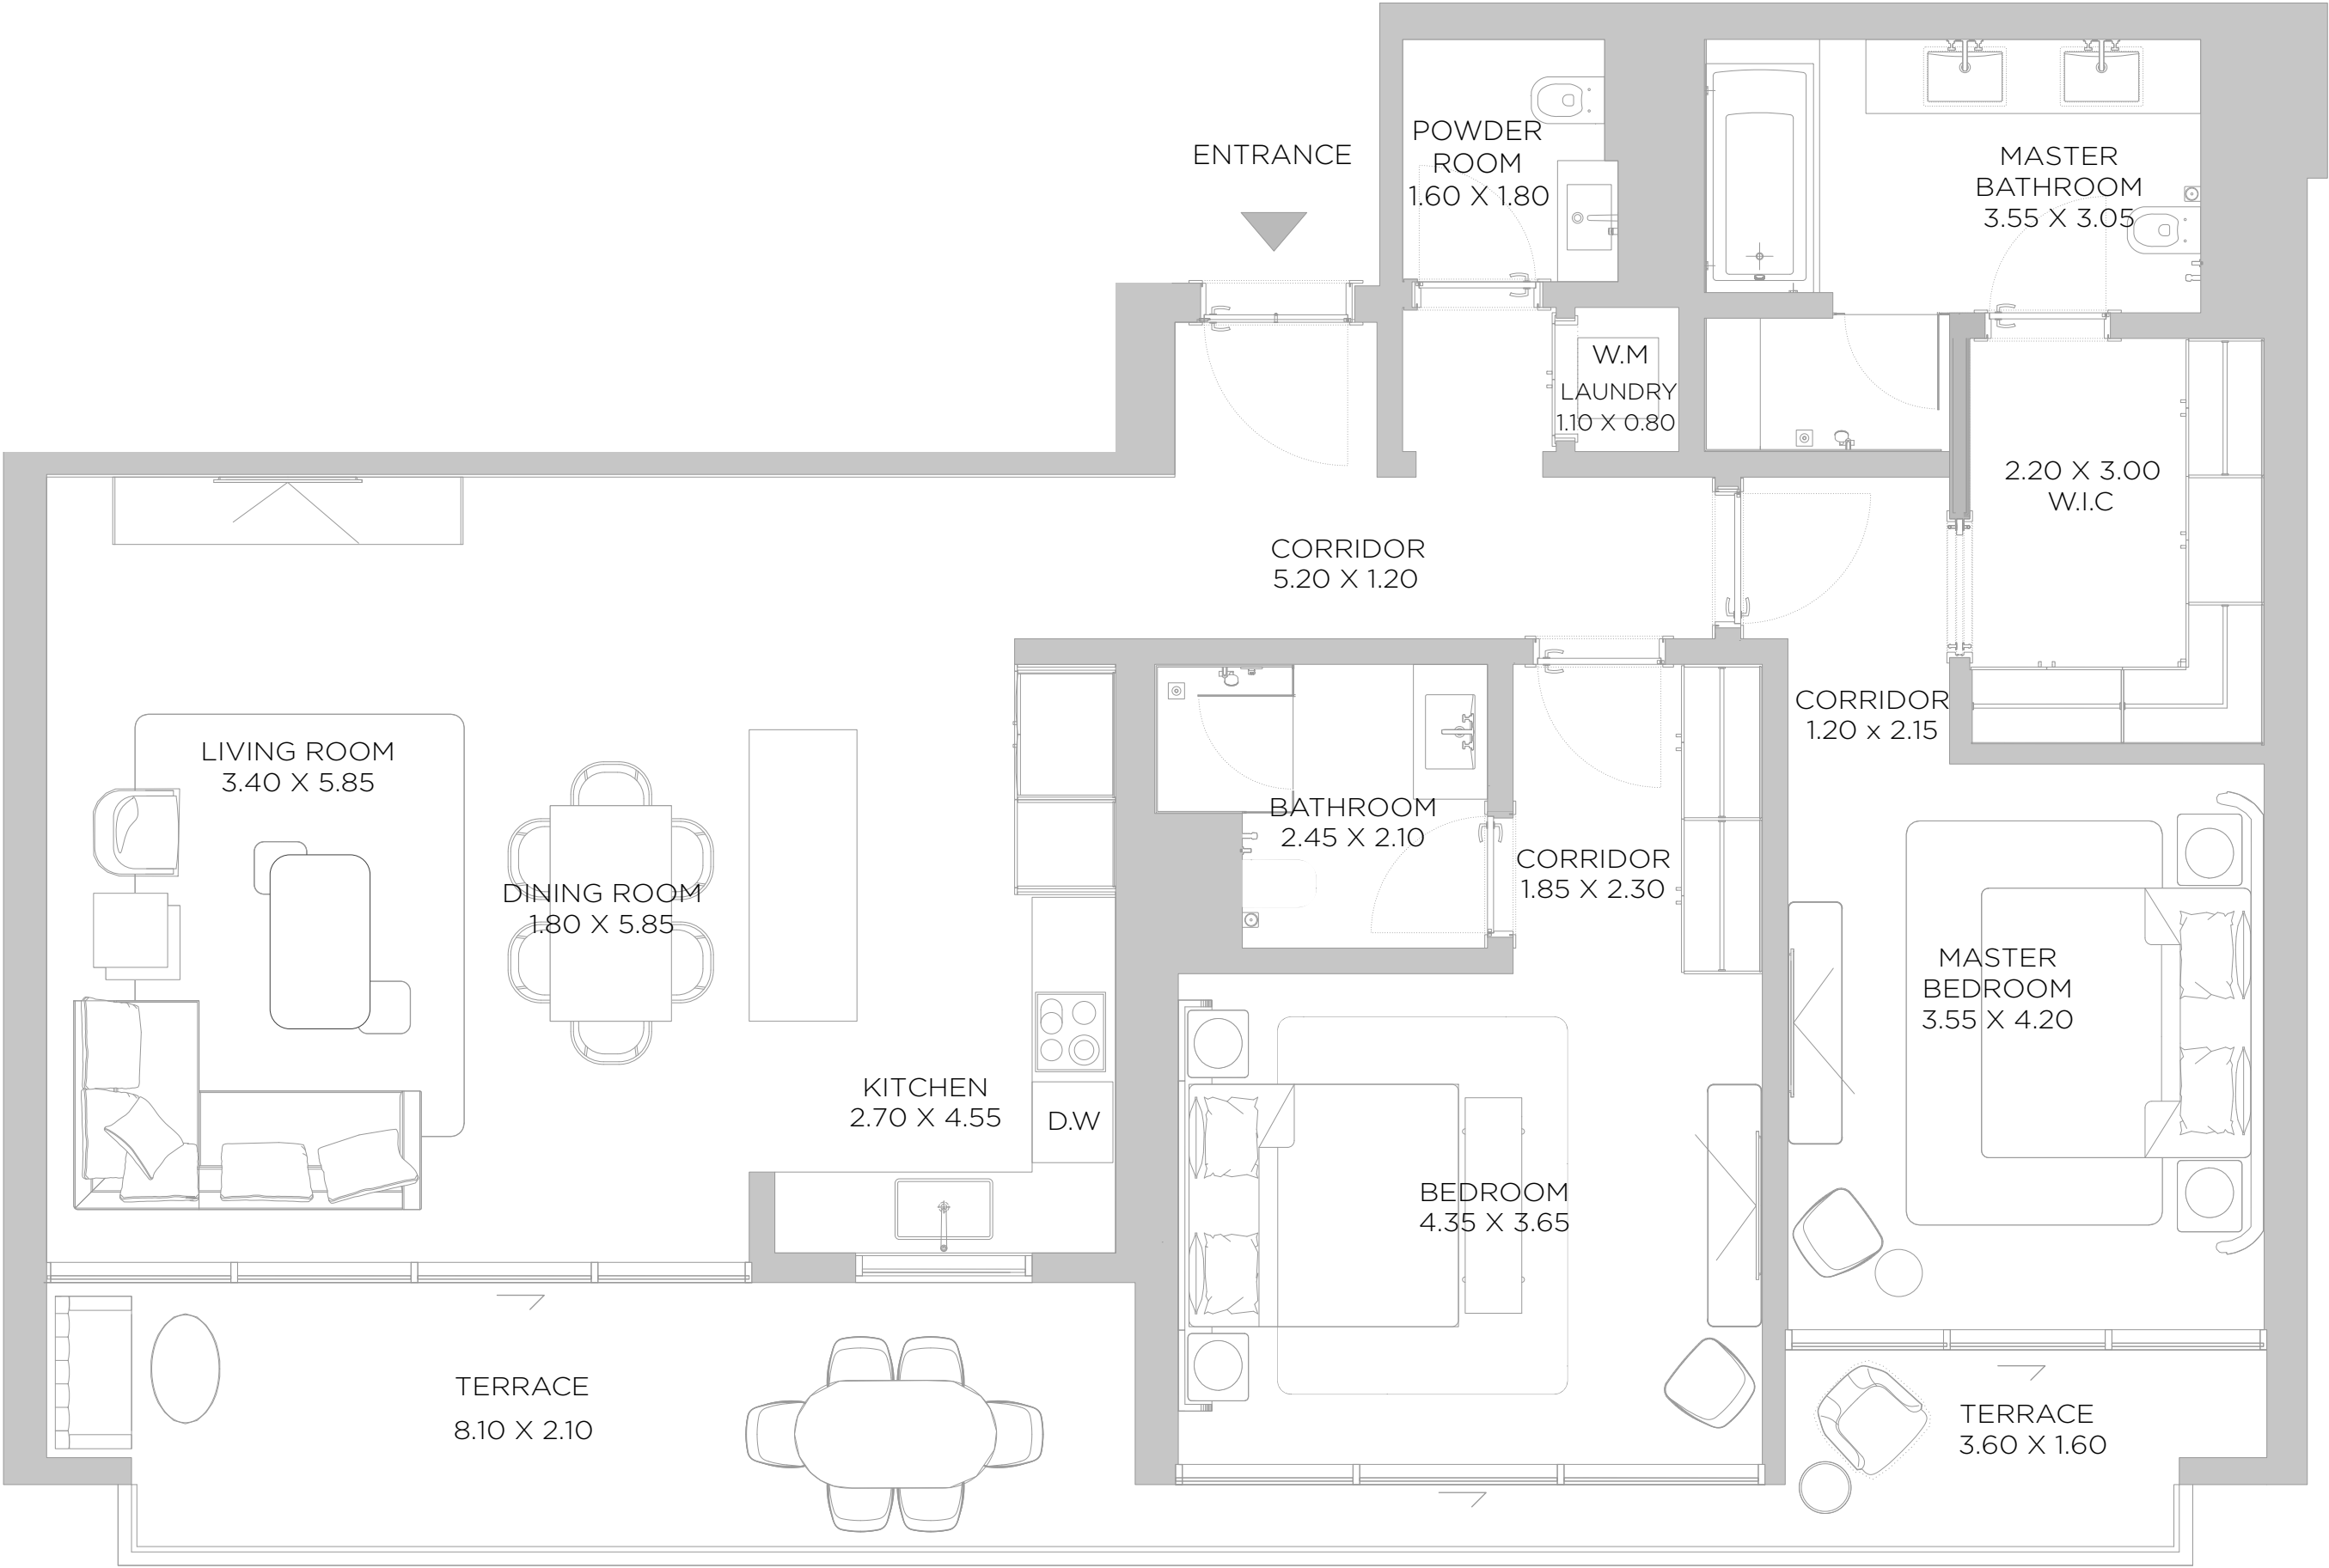 ENTRANCE
POWDER
ROOM
1.60 X 1.80
MASTER
BATHROOM
3.55 X 3.05
W.M
LAUNDRY
1.10 X 0.80
2.20 X 3.00
W.I.C
CORRIDOR
5.20 X 1.20
CORRIDOR
1.20 x 2.15
LIVING ROOM
3.40 X 5.85
DINING ROOM
1.80 X 5.85
BATHROOM
2.45 X 2.10
CORRIDOR
1.85 X 2.30
MASTER
BEDROOM
3.55 X 4.20
KITCHEN
2.70 X 4.55
D.W
BEDROOM
4.35 X 3.65
TERRACE
8.10 X 2.10
TERRACE
3.60 X 1.60